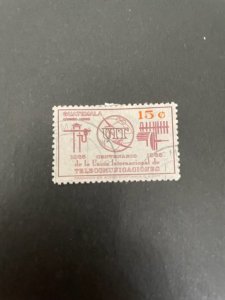 GUATEMALA
15 c
UIT
1865 CENTENARIO 1965
de la Unión Internacional de
TELECOMUNICACIONES